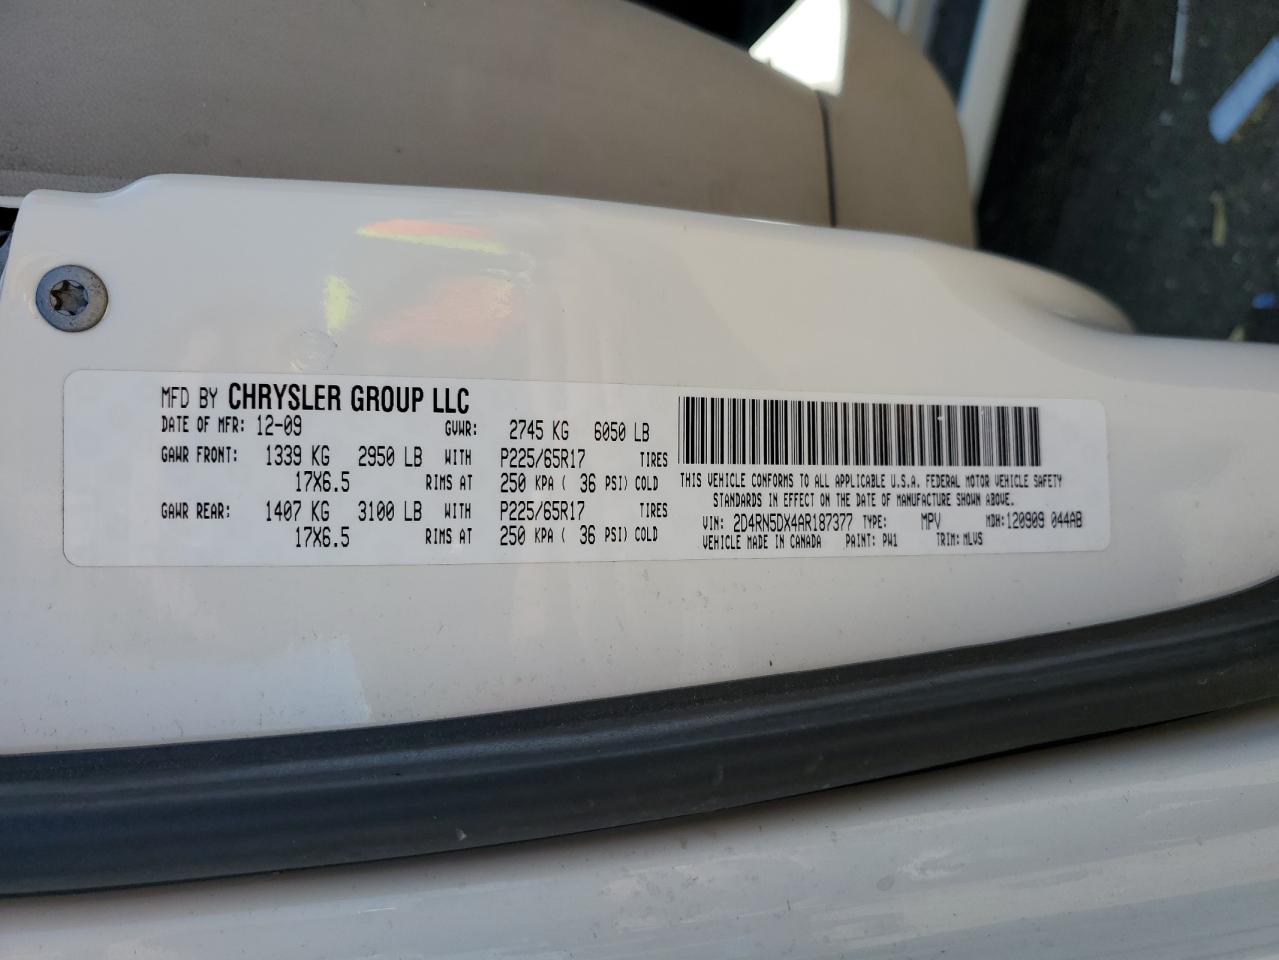 MFD BY CHRYSLER GROUP LLC
DATE OF MFR: 12-09 GVWR: 2745 KG 6050 LB
GAWR FRONT: 1339 KG 2950 LB WITH P225/65R17 TIRES
17X6.5 RIMS AT 250 KPA ( 36 PSI) COLD
GAWR REAR: 1407 KG 3100 LB WITH P225/65R17 TIRES
17X6.5 RIMS AT 250 KPA ( 36 PSI) COLD
THIS VEHICLE CONFORMS TO ALL APPLICABLE U.S.A. FEDERAL MOTOR VEHICLE SAFETY
STANDARDS IN EFFECT ON THE DATE OF MANUFACTURE SHOWN ABOVE.
VIN: 2D4RN5DX4AR187377 TYPE: MPV MDH:120909 044AB
VEHICLE MADE IN CANADA PAINT: PW1 TRIM: MLVS